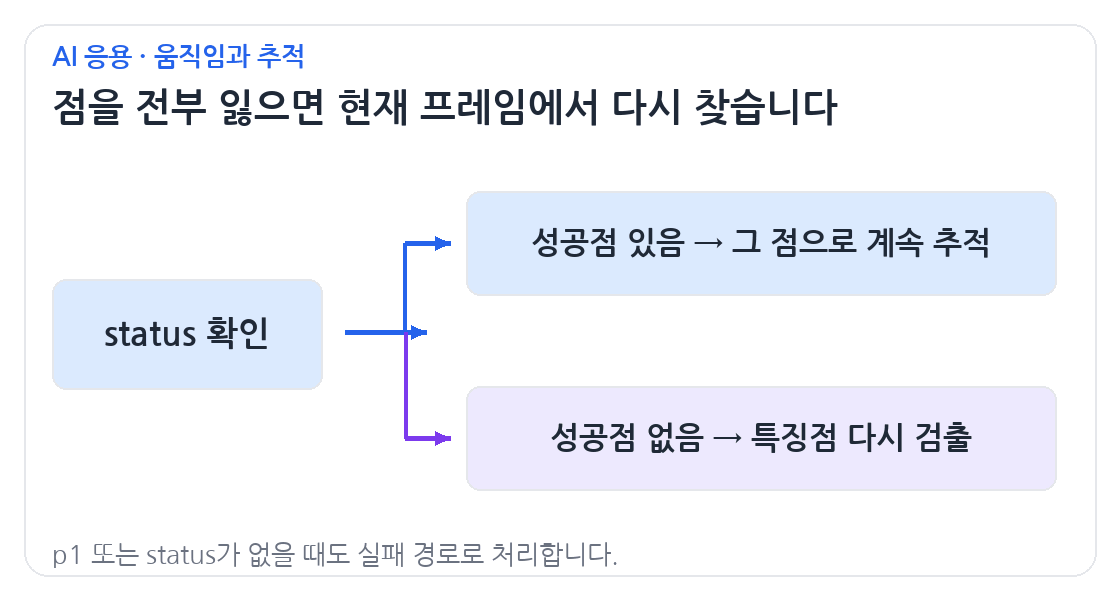 AI 응용 · 움직임과 추적
점을 전부 잃으면 현재 프레임에서 다시 찾습니다
성공점 있음 → 그 점으로 계속 추적
status 확인
성공점 없음 → 특징점 다시 검출
p1 또는 status가 없을 때도 실패 경로로 처리합니다.